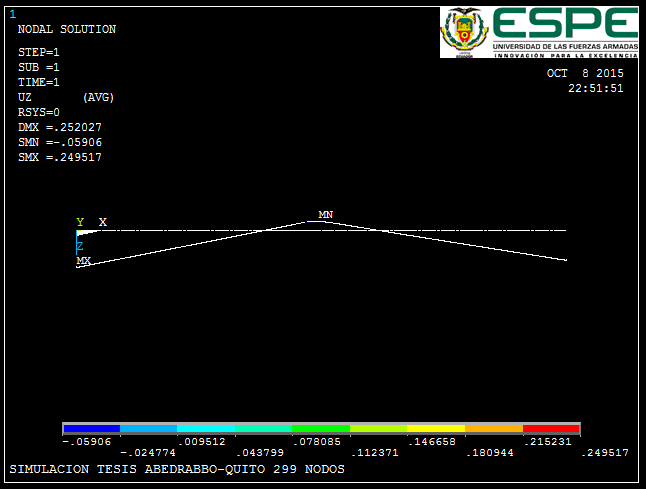 1
NODAL SOLUTION
STEP=1
SUB =1
TIME=1
UZ (AVG)
RSYS=0
DMX =.252027
SMN =-.05906
SMX =.249517
ESPE
UNIVERSIDAD DE LAS FUERZAS ARMADAS
INNOVACIÓN PARA LA EXCELENCIA
OCT 8 2015
22:51:51
MN
Y X
Z
MX
-.05906 .009512 .078085 .146658 .215231
-.024774 .043799 .112371 .180944 .249517
SIMULACION TESIS ABEDRABBO-QUITO 299 NODOS